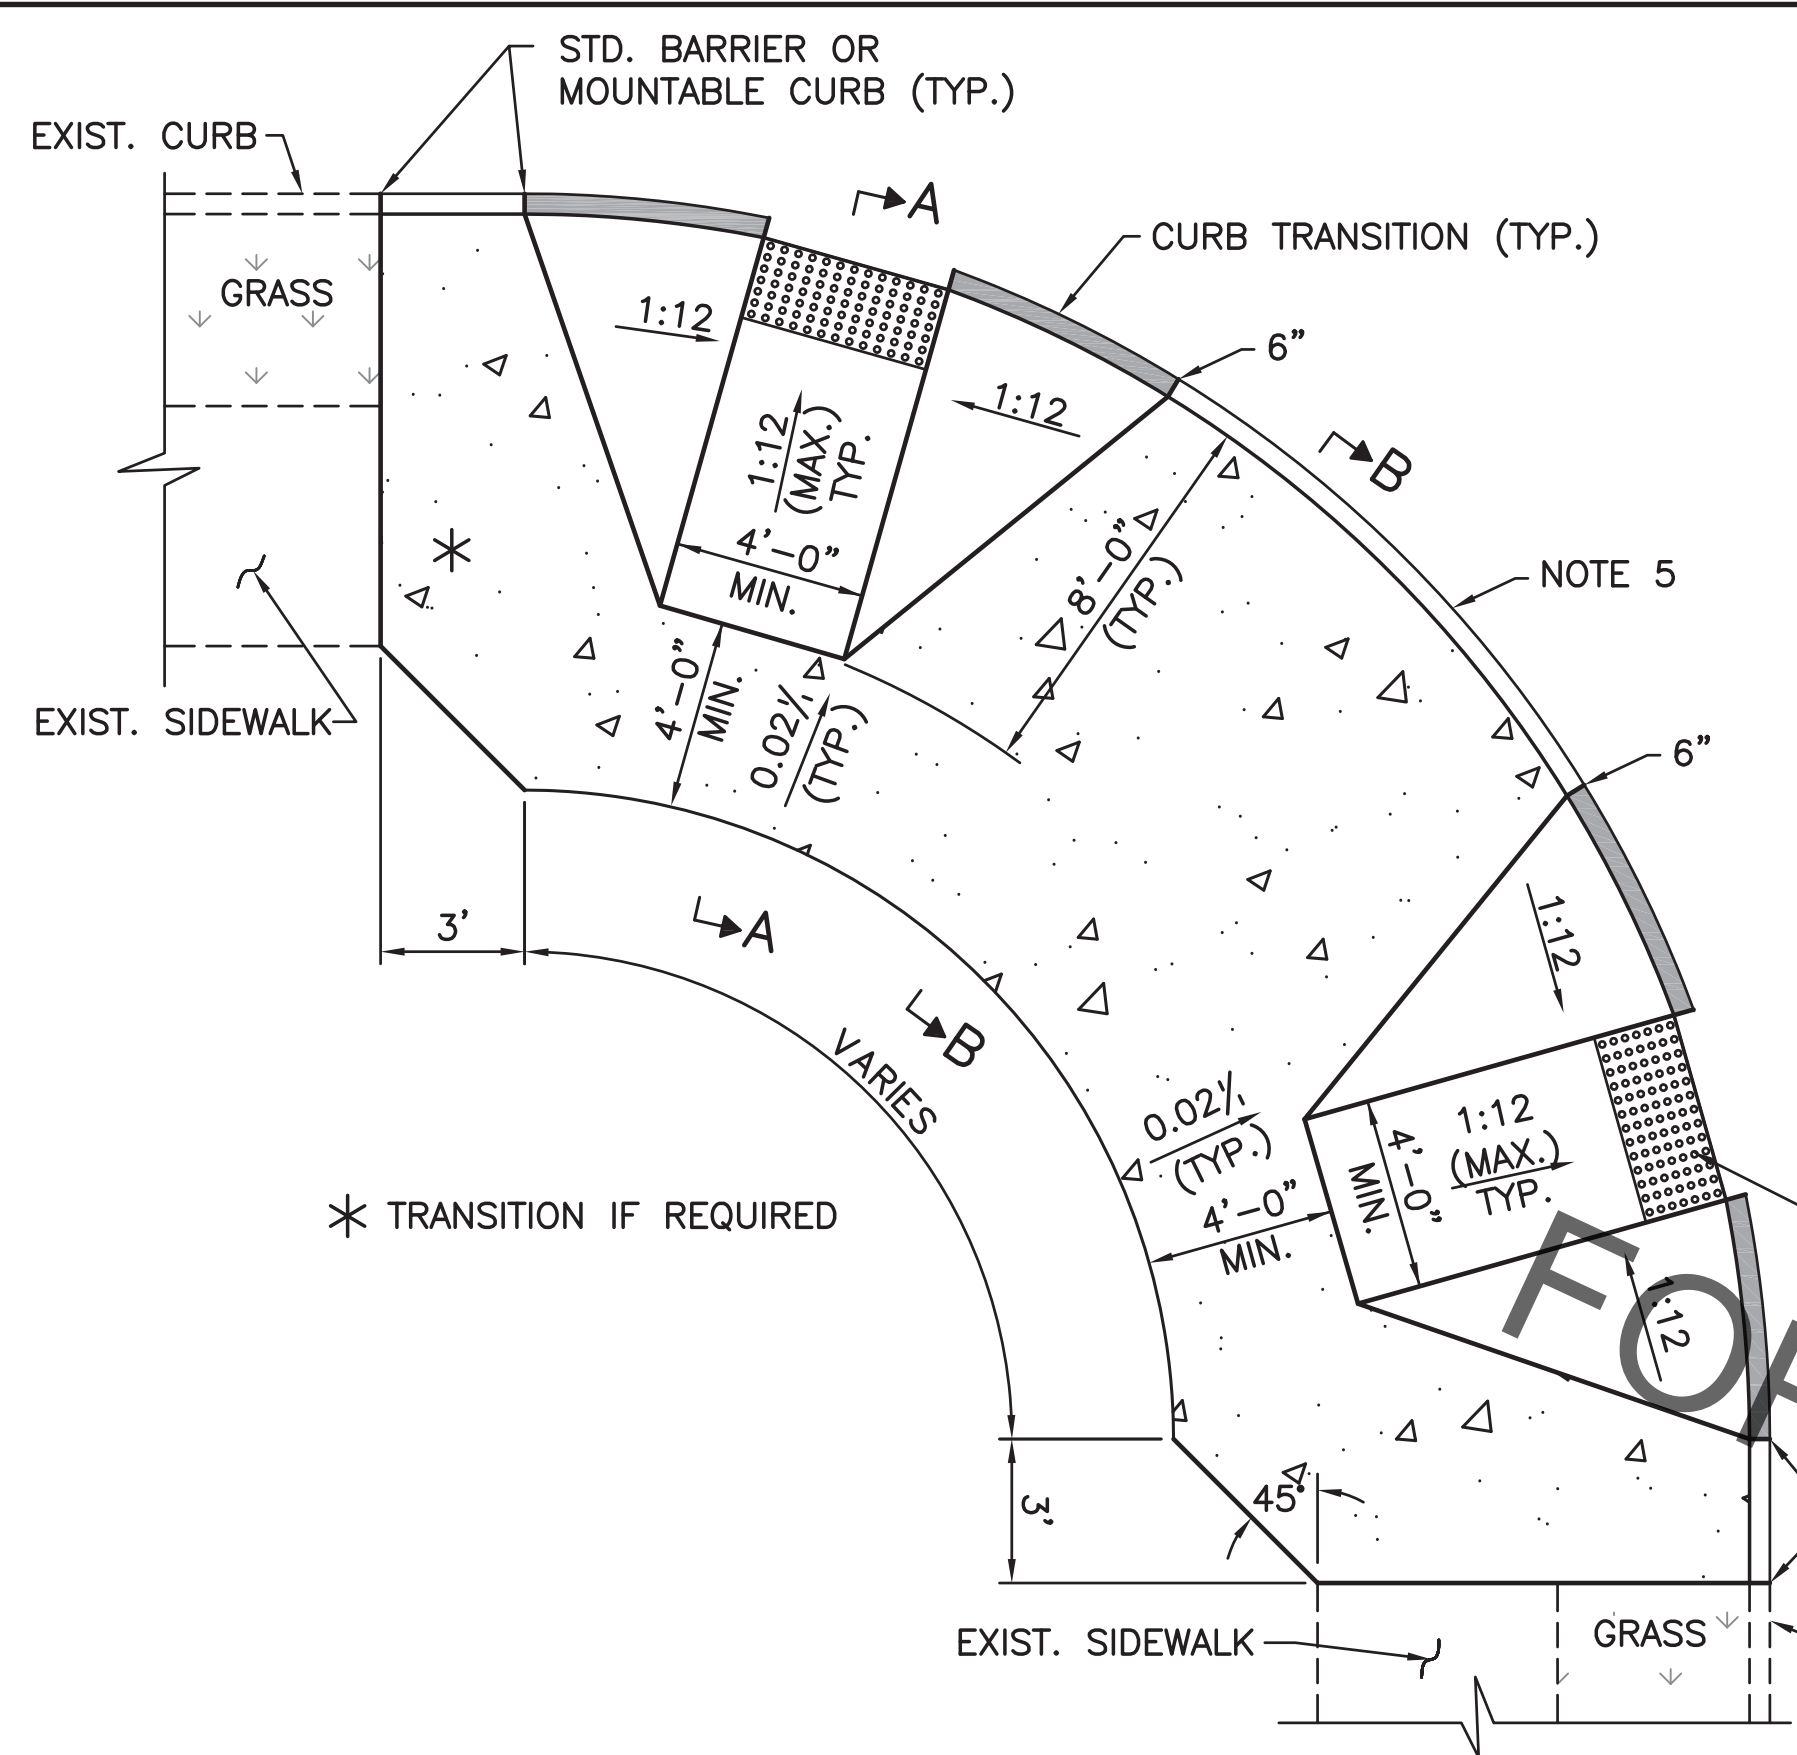 STD. BARRIER OR
MOUNTABLE CURB (TYP.)
EXIST. CURB
A
CURB TRANSITION (TYP.)
GRASS
1:12
6"
1:12
1:12
(MAX.)
TYP.
B
4'-0"
MIN.
8'-0"
(TYP.)
NOTE 5
EXIST. SIDEWALK
4'-0"
MIN.
0.02%
(TYP.)
6"
3'
A
1:12
B
VARIES
0.02%
(TYP.)
4'-0"
MIN.
4'-0"
MIN.
1:12
(MAX.)
TYP.
* TRANSITION IF REQUIRED
1:12
FO
3'
45°
EXIST. SIDEWALK
GRASS